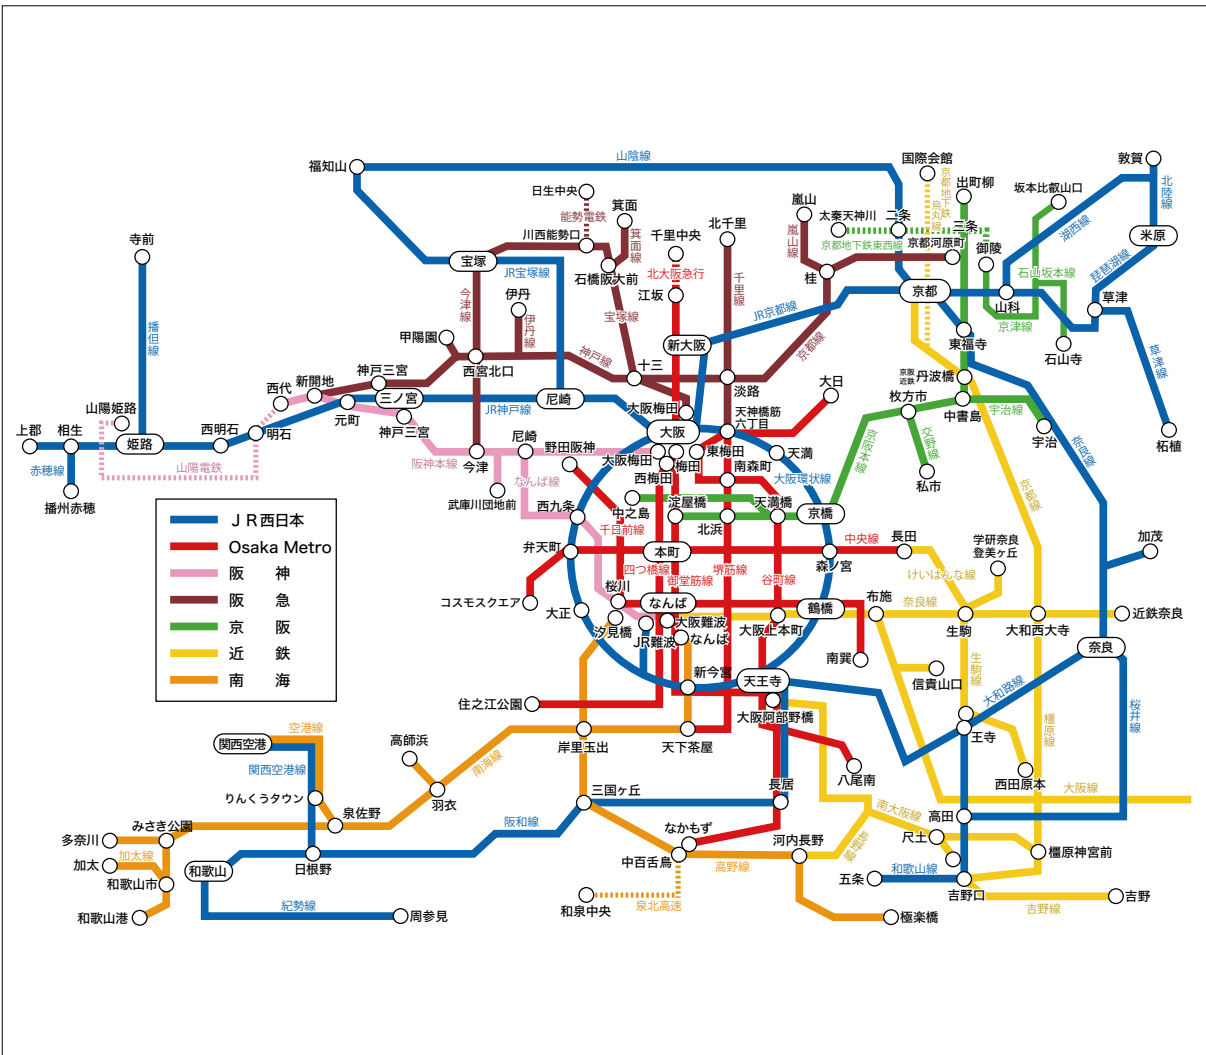 福知山
山陰線
国際会館
京都地下鉄
烏丸線
出町柳
坂本比叡山口
敦賀
北陸線
日生中央
能勢電鉄
箕面
箕面線
北千里
嵐山
嵐山線
太秦天神川
二条
三条
京都地下鉄東西線
京都河原町
御陵
湖西線
米原
琵琶湖線
寺前
宝塚
JR宝塚線
川西能勢口
石橋阪大前
千里中央
北大阪急行
千里線
桂
京都
石山坂本線
山科
京津線
草津
草津線
播但線
今津線
伊丹
伊丹線
宝塚線
江坂
JR京都線
京都線
東福寺
石山寺
新大阪
甲陽園
西宮北口
神戸線
十三
淡路
京阪
近鉄
丹波橋
大日
枚方市
中書島
宇治線
宇治
柘植
神戸三宮
新開地
西代
三ノ宮
元町
神戸三宮
JR神戸線
尼崎
大阪梅田
天神橋筋
六丁目
山陽姫路
上郡
相生
姫路
西明石
明石
山陽電鉄
赤穂線
播州赤穂
阪神本線
今津
尼崎
野田阪神
大阪
大阪梅田
西梅田
梅田
東梅田
南森町
天満
大阪環状線
京阪本線
交野線
私市
奈良線
京都線
武庫川団地前
なんば線
西九条
中之島
淀屋橋
北浜
天満橋
京橋
千日前線
弁天町
本町
中央線
森ノ宮
長田
学研奈良
登美ヶ丘
加茂
ＪＲ西日本
Osaka Metro
阪　神
阪　急
京　阪
近　鉄
南　海
四つ橋線
御堂筋線
堺筋線
谷町線
けいはんな線
コスモスクエア
桜川
なんば
鶴橋
布施
奈良線
生駒
大和西大寺
近鉄奈良
大正
汐見橋
JR難波
大阪難波
なんば
大阪上本町
南巽
奈良
生駒線
信貴山口
新今宮
天王寺
大和路線
桜井線
橿原線
住之江公園
大阪阿部野橋
王寺
空港線
関西空港
関西空港線
高師浜
南海線
岸里玉出
天下茶屋
八尾南
西田原本
大阪線
りんくうタウン
羽衣
三国ヶ丘
長居
南大阪線
高田
泉佐野
多奈川
みさき公園
阪和線
なかもず
河内長野
長野線
尺土
橿原神宮前
加太線
加太
和歌山市
和歌山
日根野
中百舌鳥
高野線
和歌山線
五条
吉野口
吉野
吉野線
和歌山港
紀勢線
周参見
和泉中央
泉北高速
極楽橋